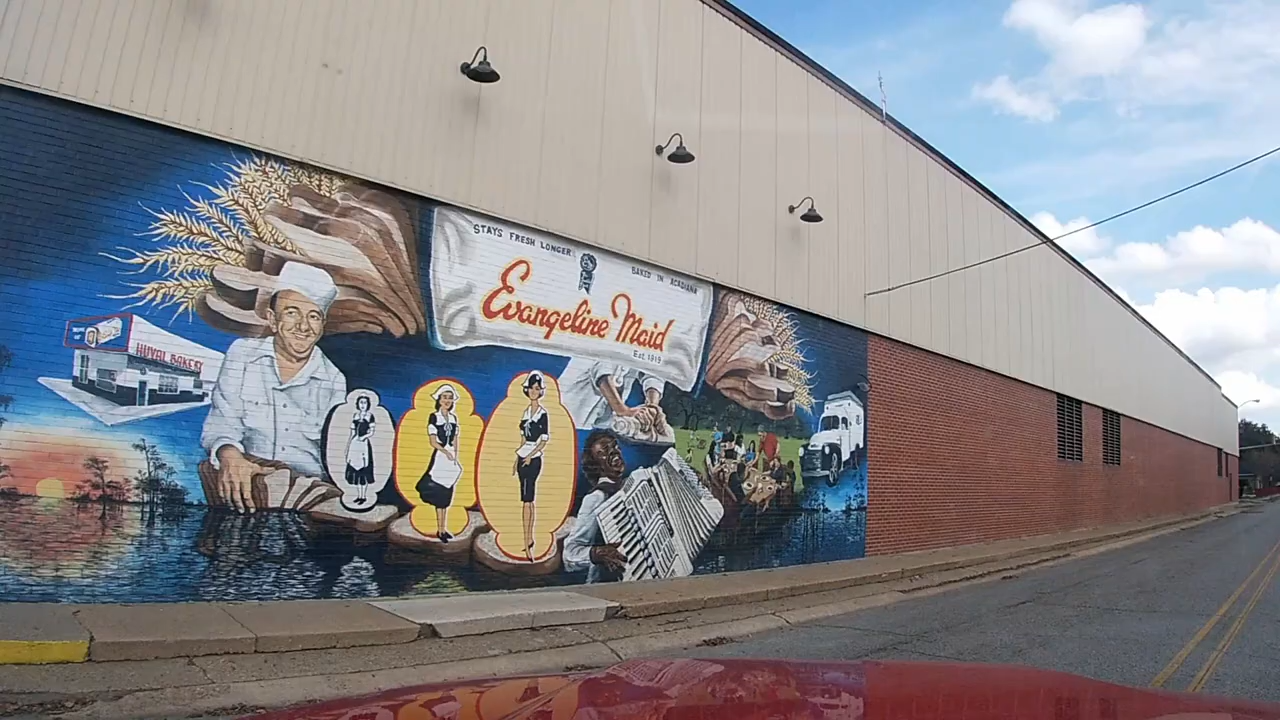 STAYS FRESH LONGER
BAKED IN ACADIANA
Evangeline Maid
Est. 1919
HUVAL BAKERY